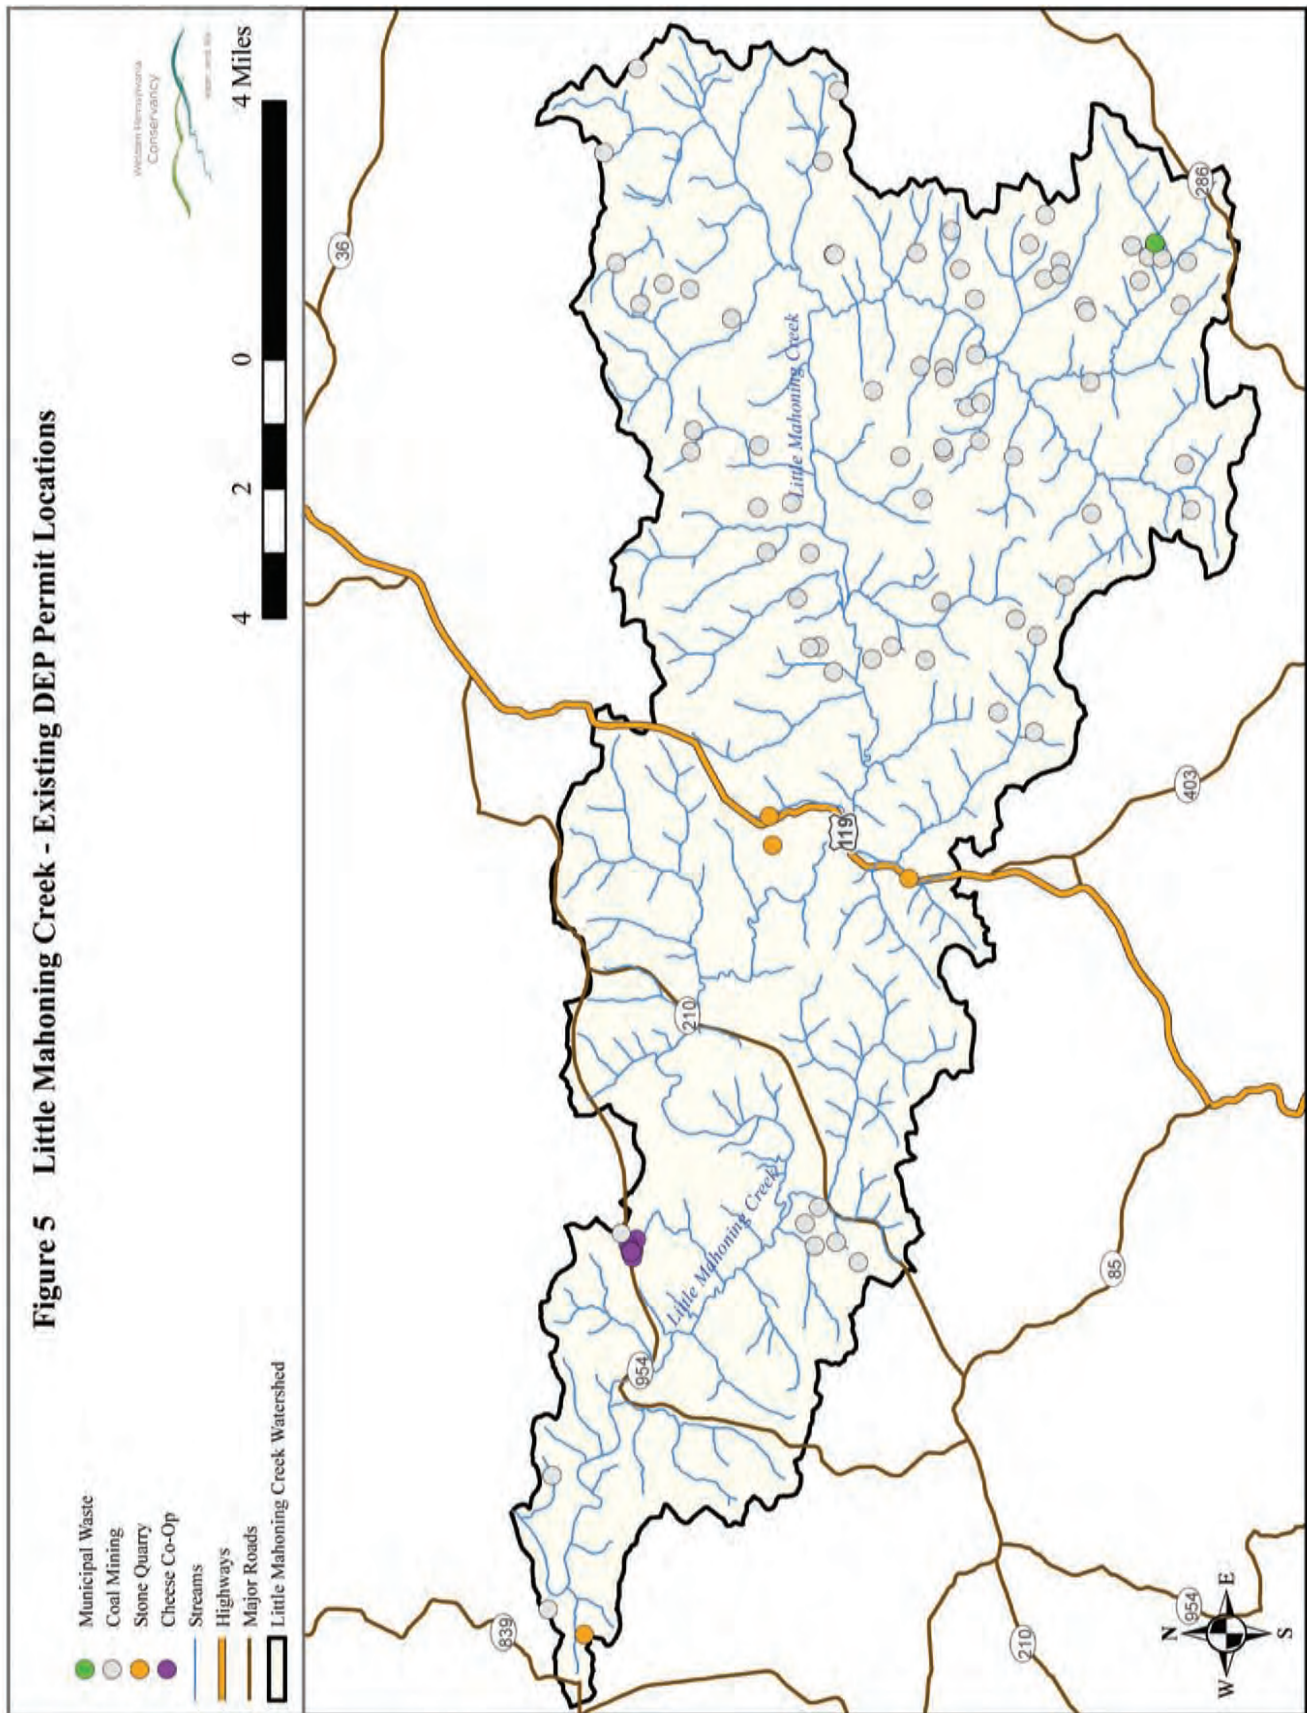 Figure 5 Little Mahoning Creek - Existing DEP Permit Locations
Municipal Waste
Coal Mining
Stone Quarry
Cheese Co-Op
Streams
Highways
Major Roads
Little Mahoning Creek Watershed
4 2 0 4 Miles
Western Pennsylvania
Conservancy
839
36
954
210
119
Little Mahoning Creek
Little Mahoning Creek
286
403
85
954
210
N
W E
S